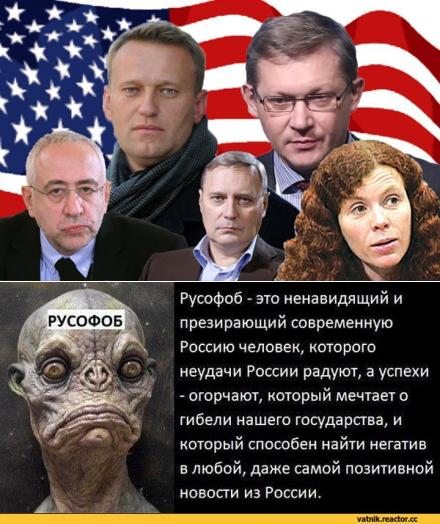 РУСОФОБ
Русофоб - это ненавидящий и
презирающий современную
Россию человек, которого
неудачи России радуют, а успехи
- огорчают, который мечтает о
гибели нашего государства, и
который способен найти негатив
в любой, даже самой позитивной
новости из России.
vatnik.reactor.cc